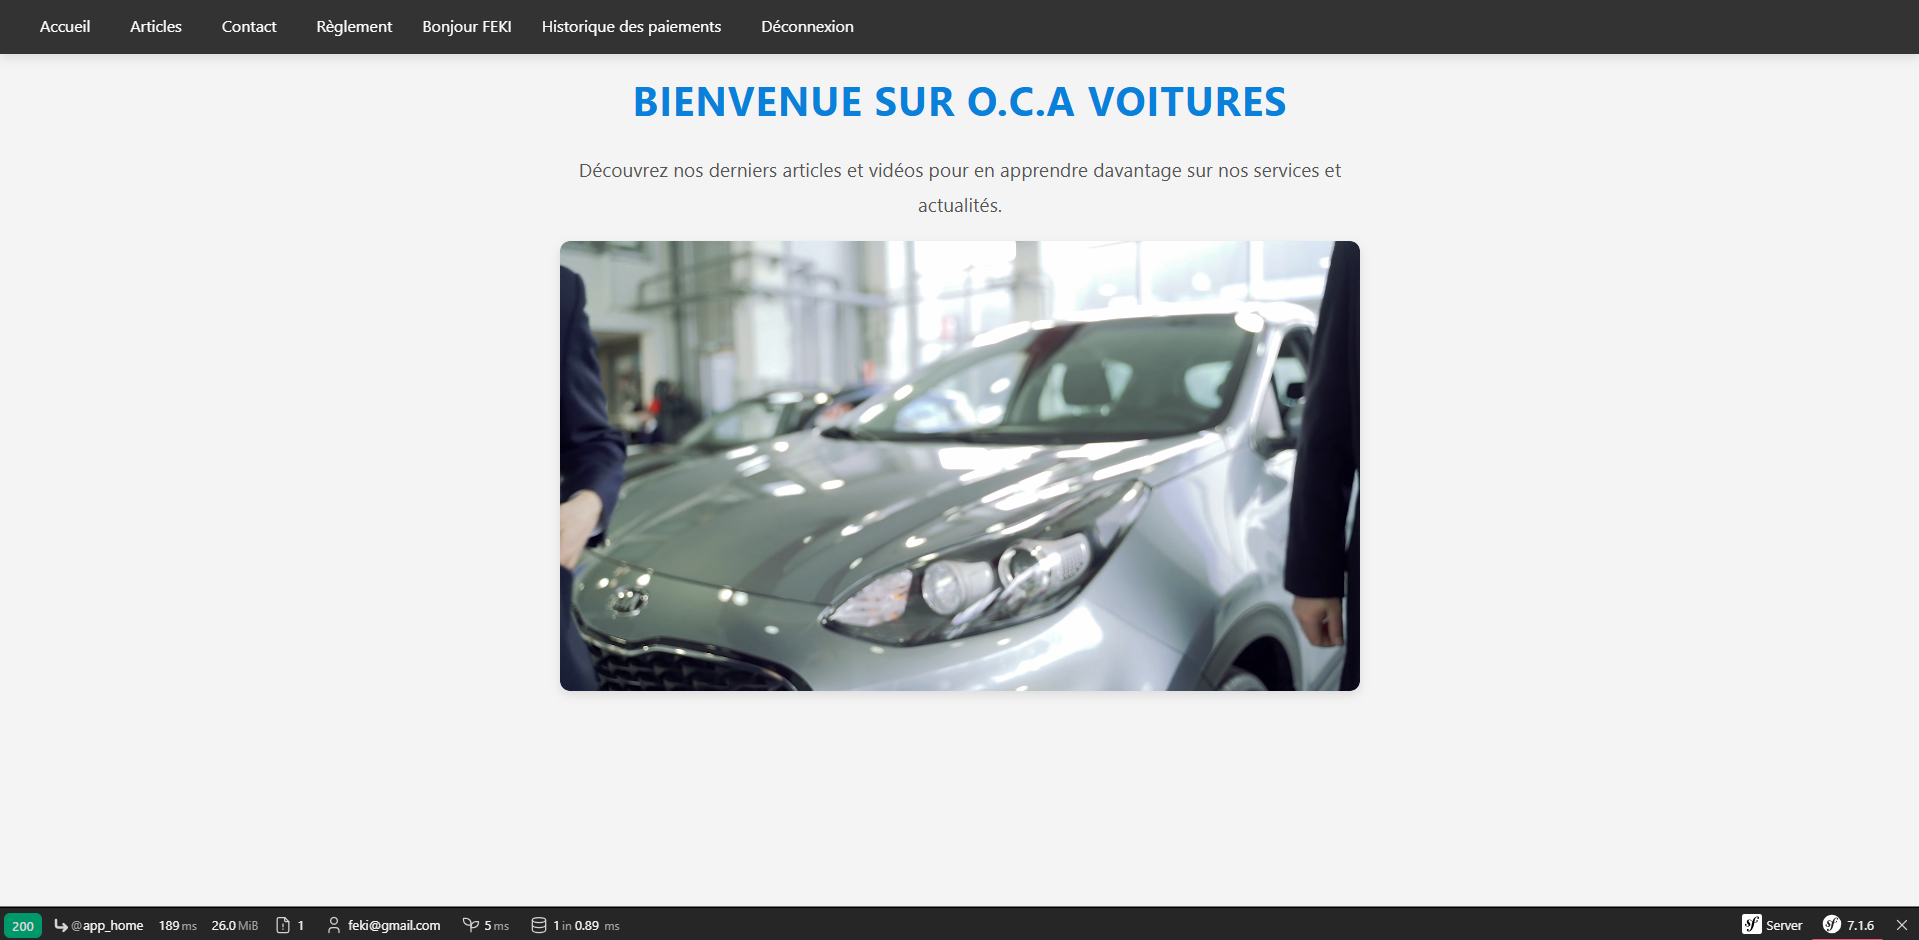 Accueil Articles Contact Règlement Bonjour FEKI Historique des paiements Déconnexion
BIENVENUE SUR O.C.A VOITURES
Découvrez nos derniers articles et vidéos pour en apprendre davantage sur nos services et
actualités.
200 @app_home 189 ms 26.0 MiB 1 feki@gmail.com 5 ms 1 in 0.89 ms sf Server sf 7.1.6